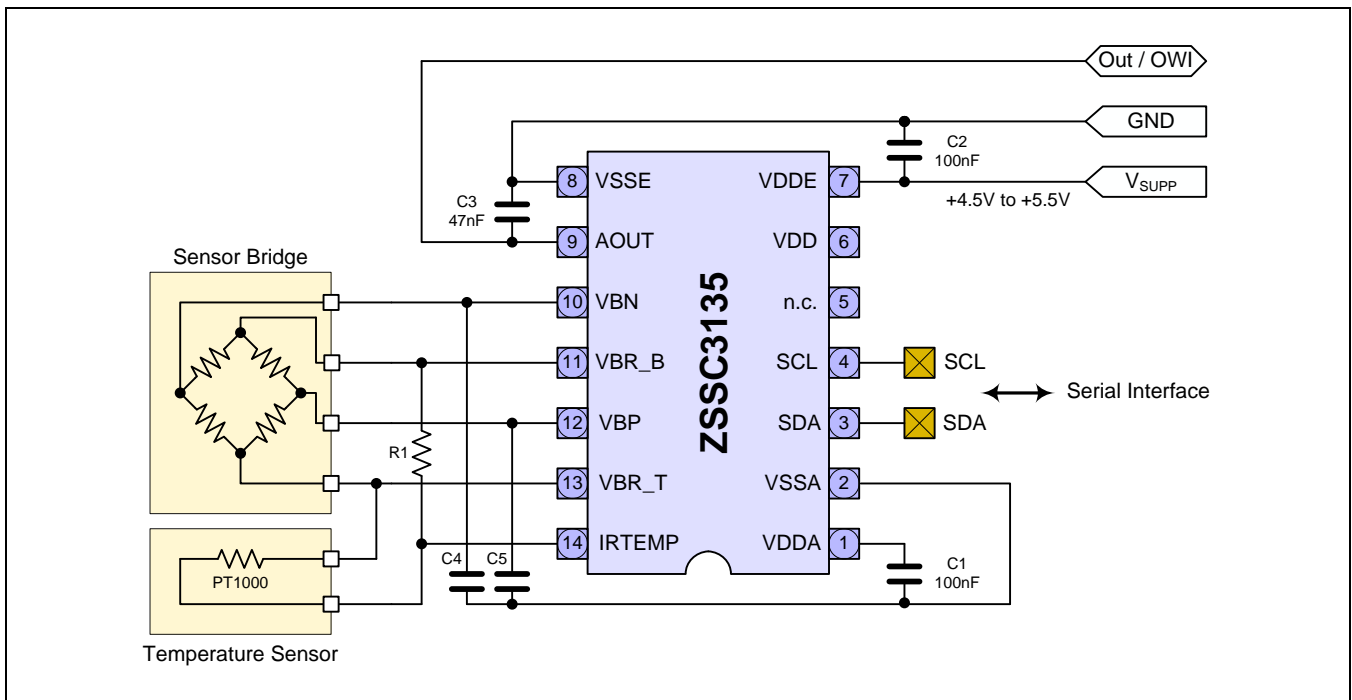 Out / OWI
GND
C2
100nF
V_SUPP
+4.5V to +5.5V
8 VSSE
VDDE 7
C3
47nF
9 AOUT
VDD 6
Sensor Bridge
10 VBN
n.c. 5
ZSSC3135
11 VBR_B
SCL 4
SCL
Serial Interface
12 VBP
SDA 3
SDA
R1
13 VBR_T
VSSA 2
14 IRTEMP
VDDA 1
C4
C5
C1
100nF
PT1000
Temperature Sensor